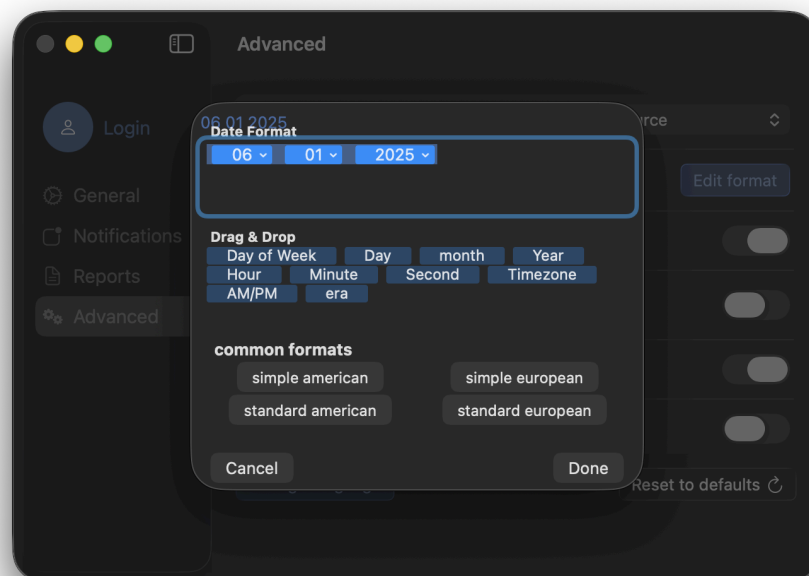 Advanced
Login
General
Notifications
Reports
Advanced
Edit format
06 01 2025
Date Format
06 01 2025
Drag & Drop
Day of Week Day month Year
Hour Minute Second Timezone
AM/PM era
common formats
simple american simple european
standard american standard european
Cancel Done
Reset to defaults